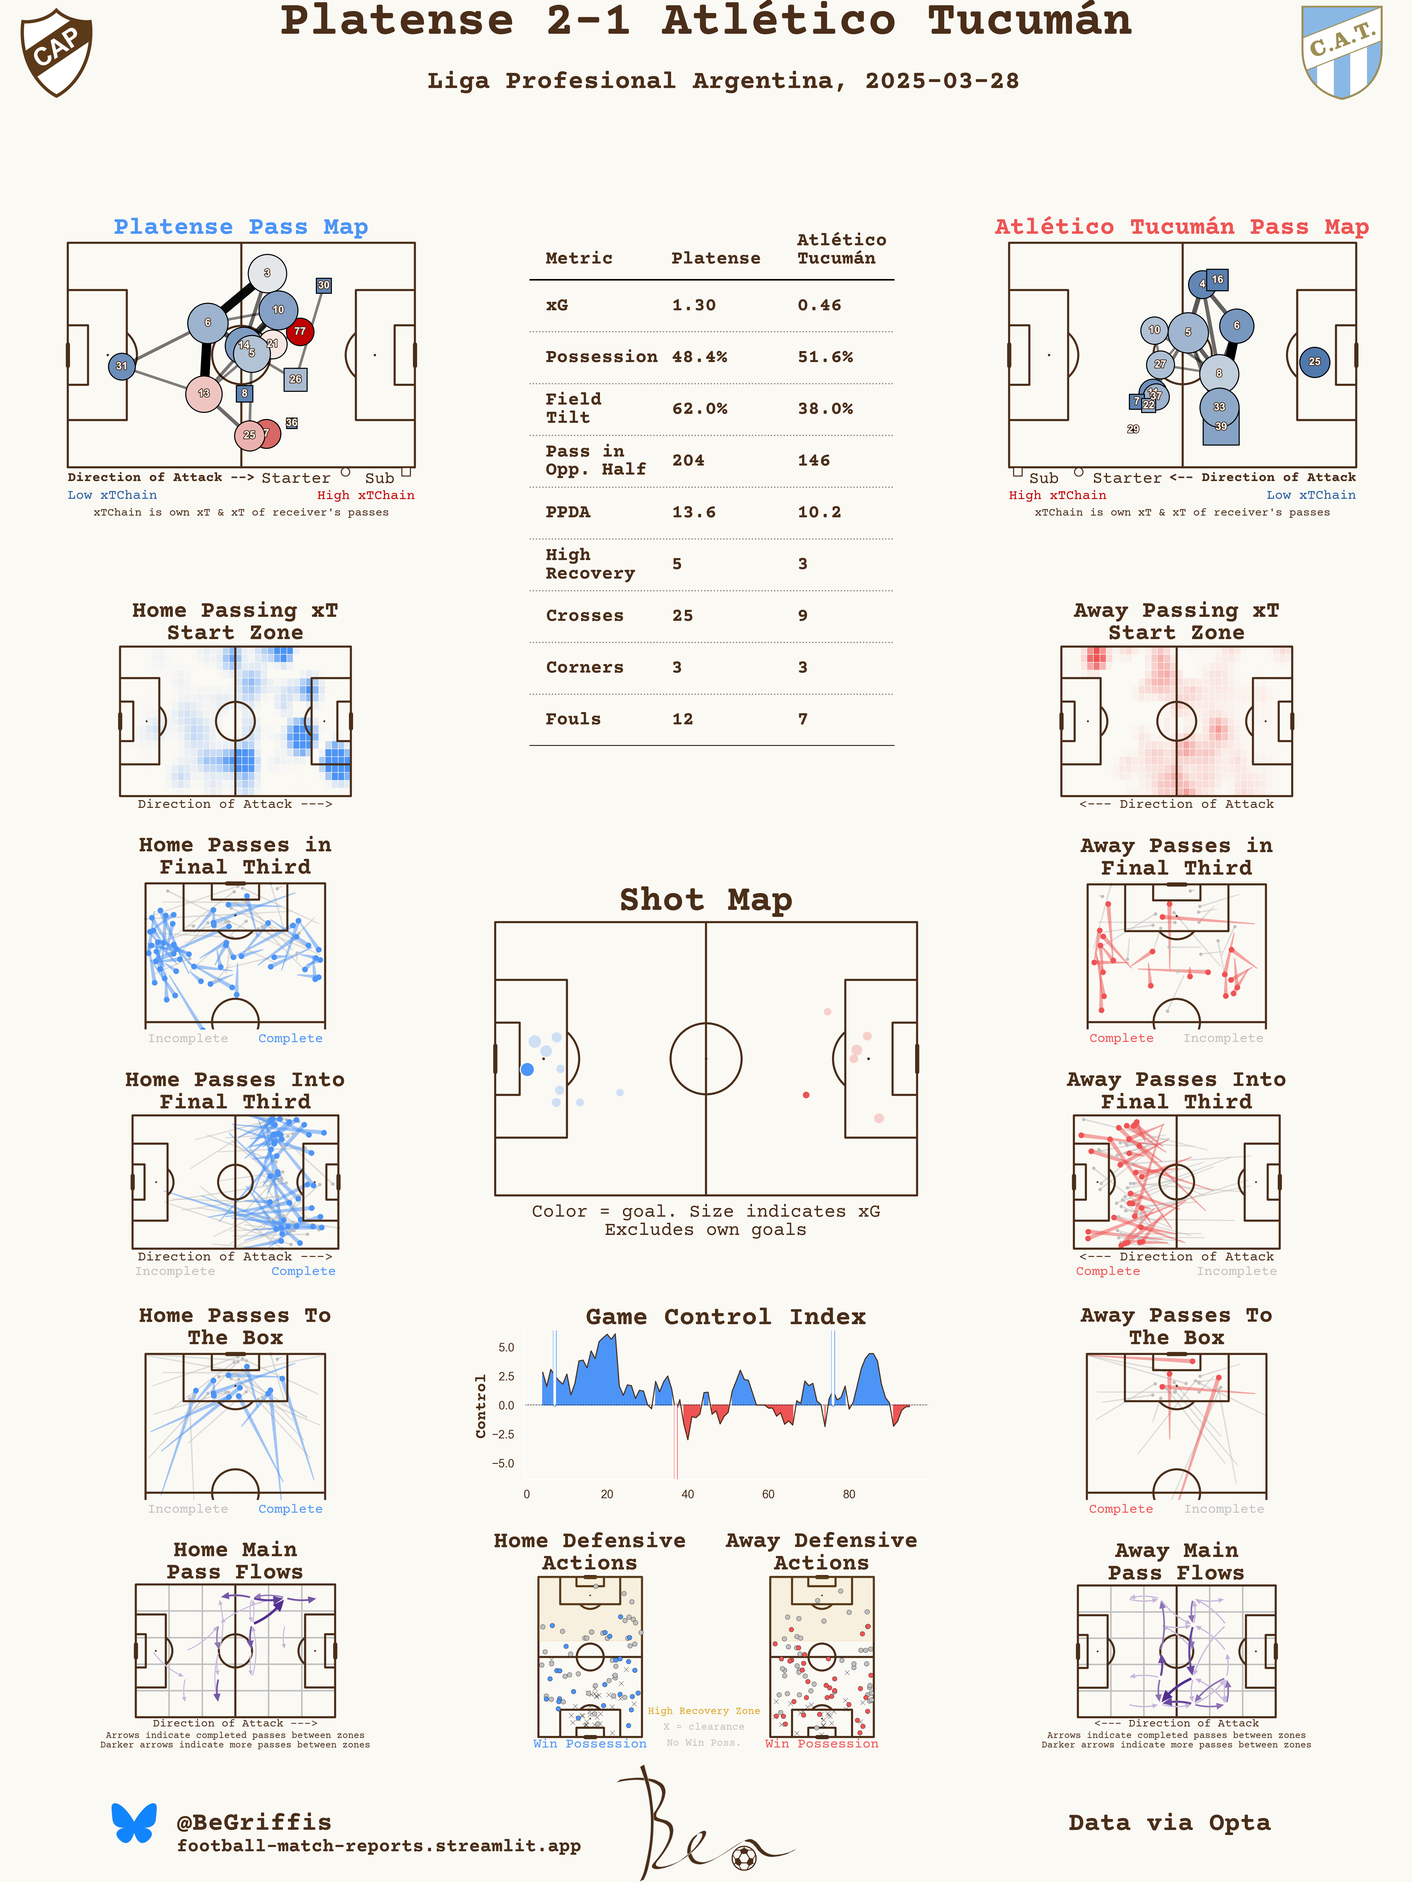 Platense 2-1 Atlético Tucumán
Liga Profesional Argentina, 2025-03-28
CAP
C.A.T.
Platense Pass Map
3
30
10
6
77
14
21
5
31
26
13
8
36
25
7
Direction of Attack --> Starter Sub
Low xTChain High xTChain
xTChain is own xT & xT of receiver's passes
Metric Platense Atlético
Tucumán
xG 1.30 0.46
Possession 48.4% 51.6%
Field
Tilt 62.0% 38.0%
Pass in
Opp. Half 204 146
PPDA 13.6 10.2
High
Recovery 5 3
Crosses 25 9
Corners 3 3
Fouls 12 7
Atlético Tucumán Pass Map
4
16
10
5
6
27
8
25
11
37
7
22
33
39
29
Sub Starter <-- Direction of Attack
High xTChain Low xTChain
xTChain is own xT & xT of receiver's passes
Home Passing xT
Start Zone
Direction of Attack --->
Away Passing xT
Start Zone
<--- Direction of Attack
Home Passes in
Final Third
Incomplete Complete
Away Passes in
Final Third
Complete Incomplete
Shot Map
Color = goal. Size indicates xG
Excludes own goals
Home Passes Into
Final Third
Direction of Attack --->
Incomplete Complete
Away Passes Into
Final Third
<--- Direction of Attack
Complete Incomplete
Home Passes To
The Box
Incomplete Complete
Game Control Index
Control
5.0
2.5
0.0
−2.5
−5.0
0 20 40 60 80
Away Passes To
The Box
Complete Incomplete
Home Main
Pass Flows
Direction of Attack --->
Arrows indicate completed passes between zones
Darker arrows indicate more passes between zones
Home Defensive
Actions
Win Possession
Away Defensive
Actions
Win Possession
High Recovery Zone
X = clearance
No Win Poss.
Away Main
Pass Flows
<--- Direction of Attack
Arrows indicate completed passes between zones
Darker arrows indicate more passes between zones
@BeGriffis
football-match-reports.streamlit.app
Ben
Data via Opta